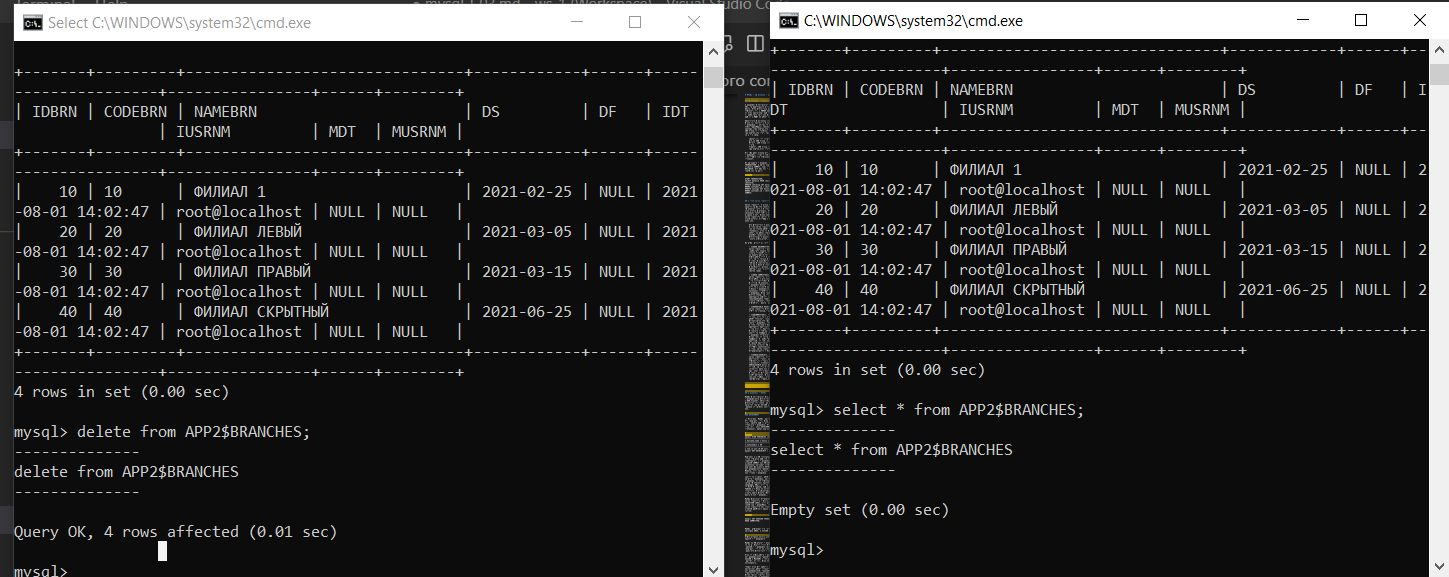 Select C:\WINDOWS\system32\cmd.exe
+-------+---------+-------------------------------+------------+------+-----
----------------+----------------+------+--------+
| IDBRN | CODEBRN | NAMEBRN | DS | DF | IDT
| IUSRNM | MDT | MUSRNM |
+-------+---------+-------------------------------+------------+------+-----
----------------+----------------+------+--------+
| 10 | 10 | ФИЛИАЛ 1 | 2021-02-25 | NULL | 2021
-08-01 14:02:47 | root@localhost | NULL | NULL |
| 20 | 20 | ФИЛИАЛ ЛЕВЫЙ | 2021-03-05 | NULL | 2021
-08-01 14:02:47 | root@localhost | NULL | NULL |
| 30 | 30 | ФИЛИАЛ ПРАВЫЙ | 2021-03-15 | NULL | 2021
-08-01 14:02:47 | root@localhost | NULL | NULL |
| 40 | 40 | ФИЛИАЛ СКРЫТНЫЙ | 2021-06-25 | NULL | 2021
-08-01 14:02:47 | root@localhost | NULL | NULL |
+-------+---------+-------------------------------+------------+------+-----
----------------+----------------+------+--------+
4 rows in set (0.00 sec)
mysql> delete from APP2$BRANCHES;
--------------
delete from APP2$BRANCHES
--------------
Query OK, 4 rows affected (0.01 sec)
mysql>
C:\WINDOWS\system32\cmd.exe
+-------+---------+-------------------------------+------------+------+--
-------------------+----------------+------+--------+
| IDBRN | CODEBRN | NAMEBRN | DS | DF | I
DT | IUSRNM | MDT | MUSRNM |
+-------+---------+-------------------------------+------------+------+--
-------------------+----------------+------+--------+
| 10 | 10 | ФИЛИАЛ 1 | 2021-02-25 | NULL | 2
021-08-01 14:02:47 | root@localhost | NULL | NULL |
| 20 | 20 | ФИЛИАЛ ЛЕВЫЙ | 2021-03-05 | NULL | 2
021-08-01 14:02:47 | root@localhost | NULL | NULL |
| 30 | 30 | ФИЛИАЛ ПРАВЫЙ | 2021-03-15 | NULL | 2
021-08-01 14:02:47 | root@localhost | NULL | NULL |
| 40 | 40 | ФИЛИАЛ СКРЫТНЫЙ | 2021-06-25 | NULL | 2
021-08-01 14:02:47 | root@localhost | NULL | NULL |
+-------+---------+-------------------------------+------------+------+--
-------------------+----------------+------+--------+
4 rows in set (0.00 sec)
mysql> select * from APP2$BRANCHES;
--------------
select * from APP2$BRANCHES
--------------
Empty set (0.00 sec)
mysql>